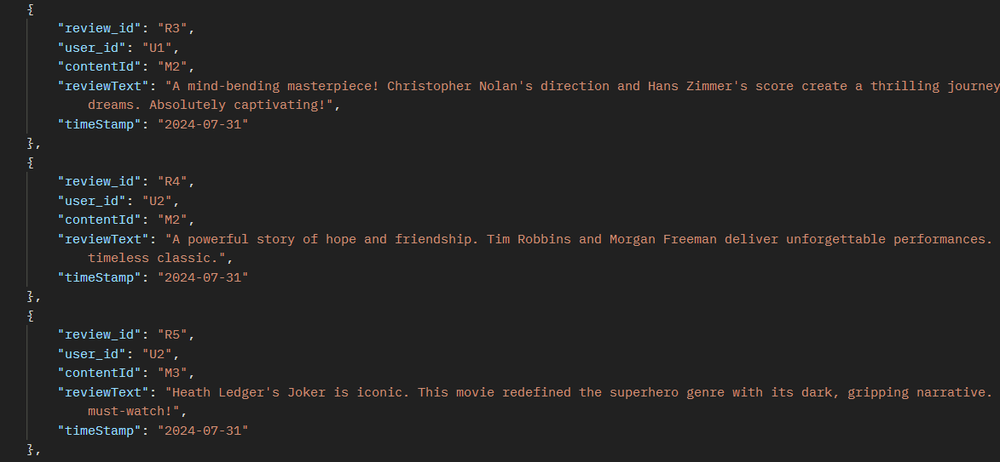 {
"review_id": "R3",
"user_id": "U1",
"contentId": "M2",
"reviewText": "A mind-bending masterpiece! Christopher Nolan's direction and Hans Zimmer's score create a thrilling journey
dreams. Absolutely captivating!",
"timeStamp": "2024-07-31"
},
{
"review_id": "R4",
"user_id": "U2",
"contentId": "M2",
"reviewText": "A powerful story of hope and friendship. Tim Robbins and Morgan Freeman deliver unforgettable performances.
timeless classic.",
"timeStamp": "2024-07-31"
},
{
"review_id": "R5",
"user_id": "U2",
"contentId": "M3",
"reviewText": "Heath Ledger's Joker is iconic. This movie redefined the superhero genre with its dark, gripping narrative.
must-watch!",
"timeStamp": "2024-07-31"
},